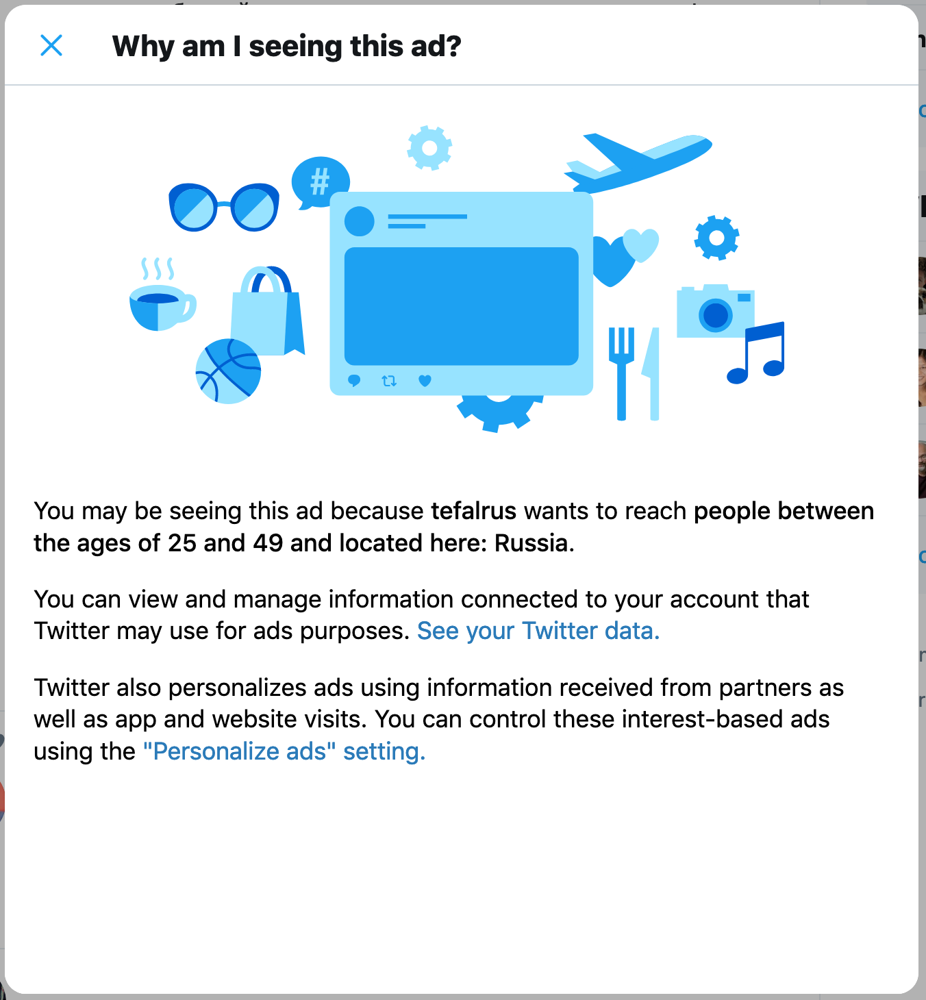 Why am I seeing this ad?
#
You may be seeing this ad because tefalrus wants to reach people between
the ages of 25 and 49 and located here: Russia.
You can view and manage information connected to your account that
Twitter may use for ads purposes. See your Twitter data.
Twitter also personalizes ads using information received from partners as
well as app and website visits. You can control these interest-based ads
using the "Personalize ads" setting.